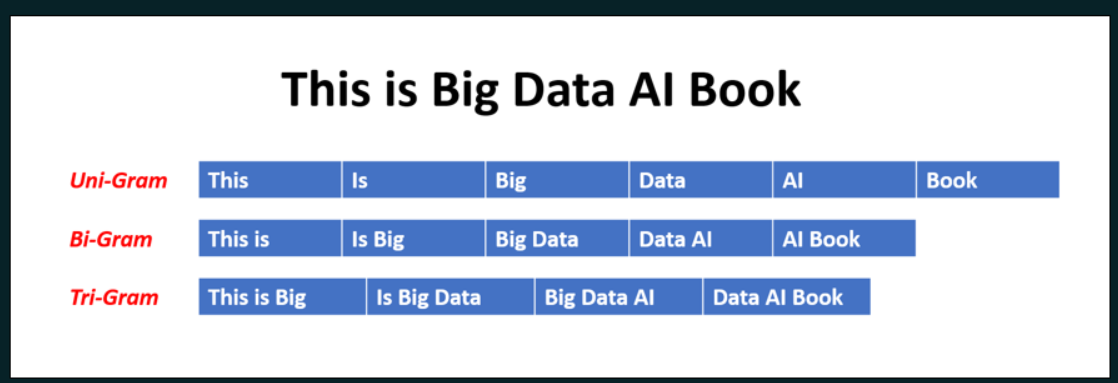 This is Big Data AI Book
Uni-Gram This Is Big Data AI Book
Bi-Gram This is Is Big Big Data Data AI AI Book
Tri-Gram This is Big Is Big Data Big Data AI Data AI Book